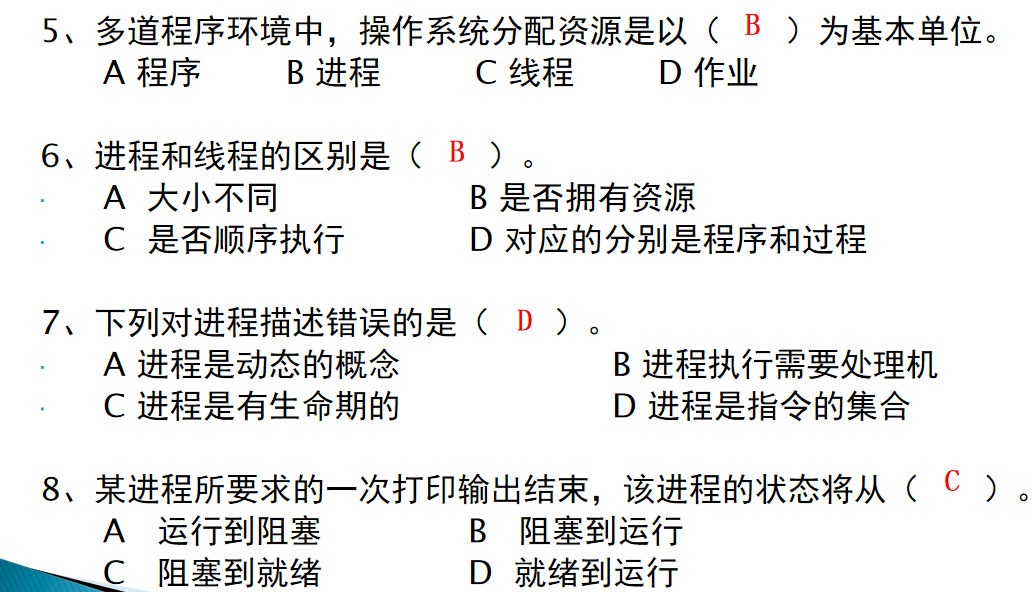 5、多道程序环境中，操作系统分配资源是以（ B ）为基本单位。
A 程序 B 进程 C 线程 D 作业
6、进程和线程的区别是（ B ）。
A 大小不同 B 是否拥有资源
C 是否顺序执行 D 对应的分别是程序和过程
7、下列对进程描述错误的是（ D ）。
A 进程是动态的概念 B 进程执行需要处理机
C 进程是有生命期的 D 进程是指令的集合
8、某进程所要求的一次打印输出结束，该进程的状态将从（ C ）。
A 运行到阻塞 B 阻塞到运行
C 阻塞到就绪 D 就绪到运行